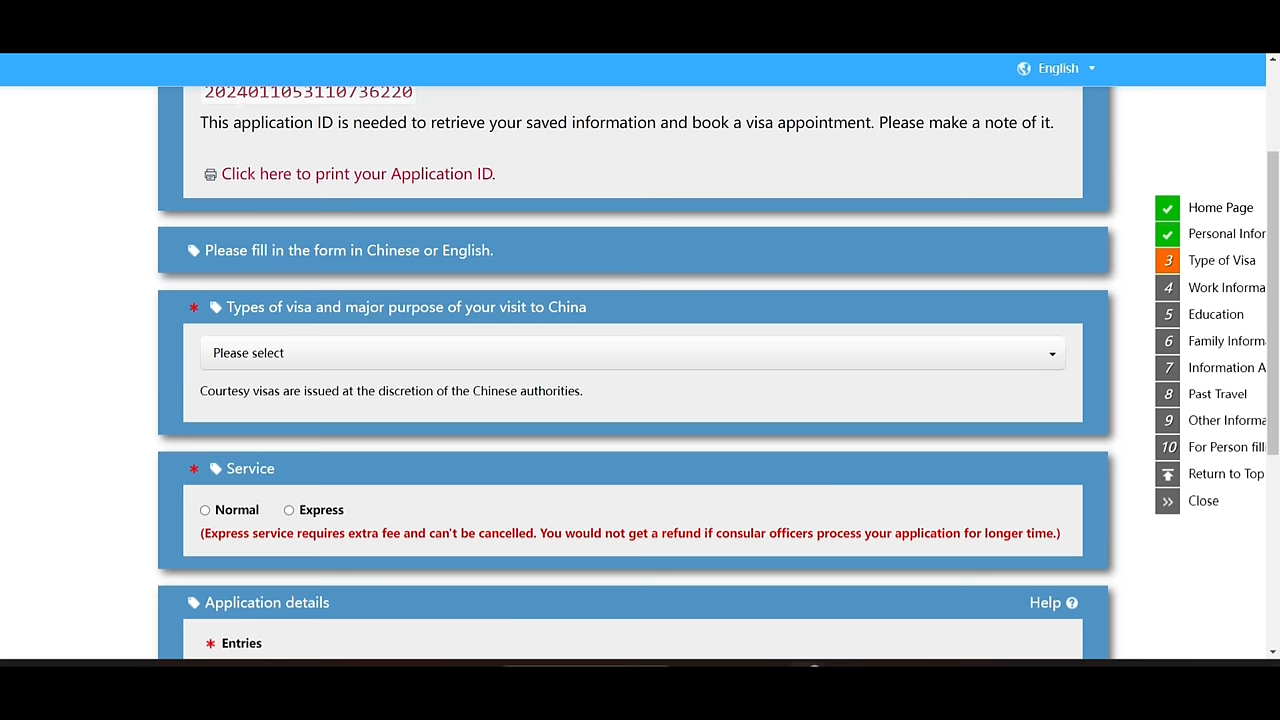 English
2024011053110736220
This application ID is needed to retrieve your saved information and book a visa appointment. Please make a note of it.
Click here to print your Application ID.
Please fill in the form in Chinese or English.
* Types of visa and major purpose of your visit to China
Please select
Courtesy visas are issued at the discretion of the Chinese authorities.
* Service
Normal Express
(Express service requires extra fee and can't be cancelled. You would not get a refund if consular officers process your application for longer time.)
Application details Help ?
* Entries
Home Page
Personal Infor
3 Type of Visa
4 Work Informa
5 Education
6 Family Inform
7 Information A
8 Past Travel
9 Other Informa
10 For Person fill
Return to Top
Close